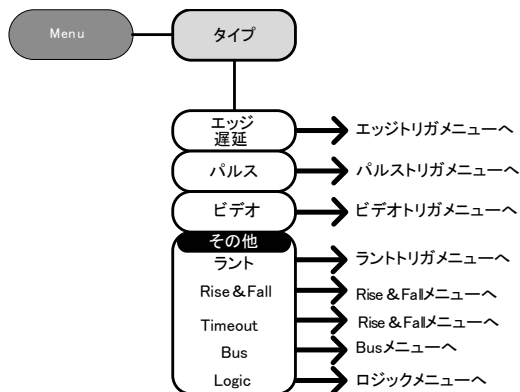 Menu
タイプ
エッジ
遅延
エッジトリガメニューへ
パルス
パルストリガメニューへ
ビデオ
ビデオトリガメニューへ
その他
ラント
ラントトリガメニューへ
Rise&Fall
Rise&Fallメニューへ
Timeout
Rise&Fallメニューへ
Bus
Busメニューへ
Logic
ロジックメニューへ